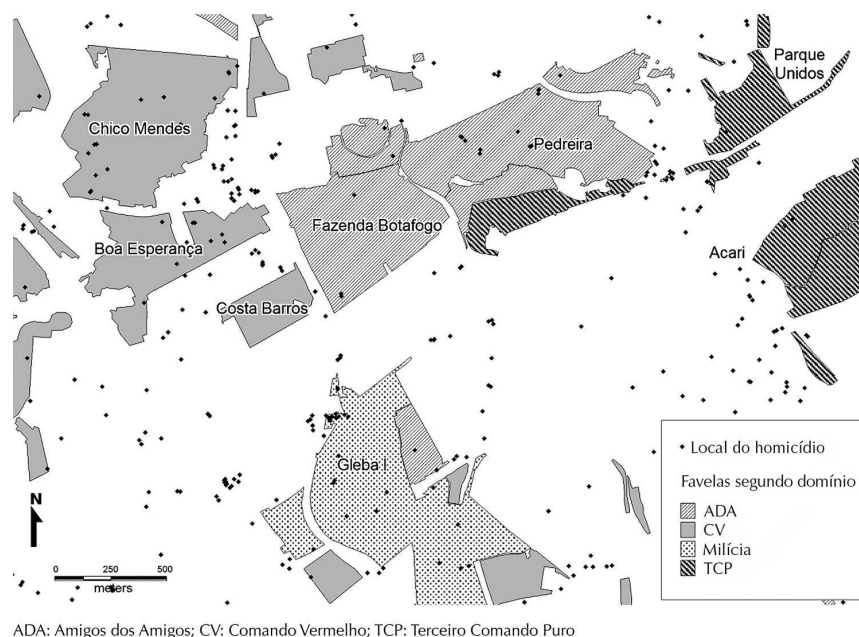 Parque
Unidos
Chico Mendes
Pedreira
Fazenda Botafogo
Boa Esperança
Acari
Costa Barros
Gleba I
N
0 250 500
meters
Local do homicídio
Favelas segundo domínio
ADA
CV
Milícia
TCP
ADA: Amigos dos Amigos; CV: Comando Vermelho; TCP: Terceiro Comando Puro